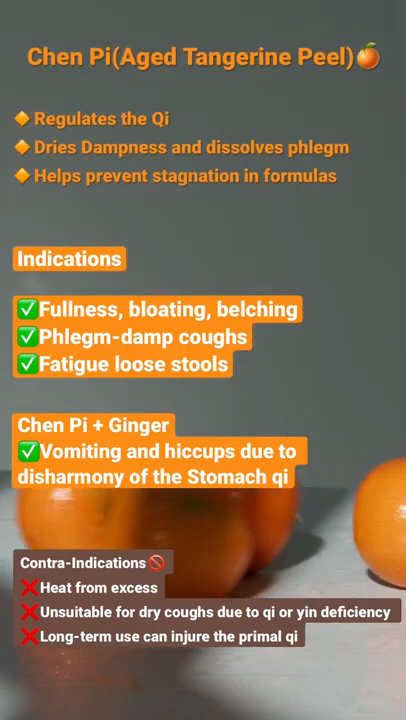 Chen Pi(Aged Tangerine Peel)🍊
🔶Regulates the Qi
🔶Dries Dampness and dissolves phlegm
🔶Helps prevent stagnation in formulas
Indications
✅Fullness, bloating, belching
✅Phlegm-damp coughs
✅Fatigue loose stools
Chen Pi + Ginger
✅Vomiting and hiccups due to
disharmony of the Stomach qi
Contra-Indications🚫
❌Heat from excess
❌Unsuitable for dry coughs due to qi or yin deficiency
❌Long-term use can injure the primal qi